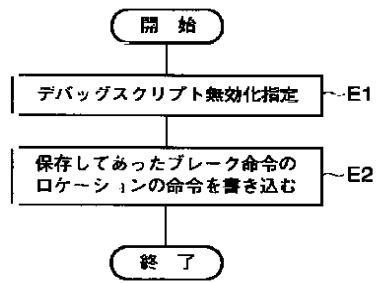 開 始
デバッグスクリプト無効化指定
E1
保存してあったブレーク命令の
ロケーションの命令を書き込む
E2
終 了